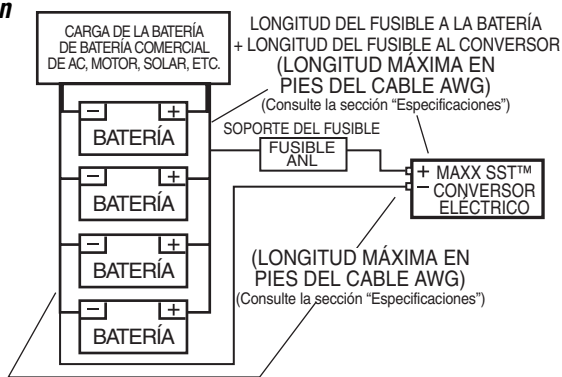 n
CARGA DE LA BATERÍA
DE BATERÍA COMERCIAL
DE AC, MOTOR, SOLAR, ETC.
LONGITUD DEL FUSIBLE A LA BATERÍA
+ LONGITUD DEL FUSIBLE AL CONVERSOR
(LONGITUD MÁXIMA EN
PIES DEL CABLE AWG)
(Consulte la sección “Especificaciones”)
– +
BATERÍA
SOPORTE DEL FUSIBLE
FUSIBLE
ANL
+ MAXX SST™
– CONVERSOR
ELÉCTRICO
– +
BATERÍA
– +
BATERÍA
(LONGITUD MÁXIMA EN
PIES DEL CABLE AWG)
(Consulte la sección “Especificaciones”)
– +
BATERÍA